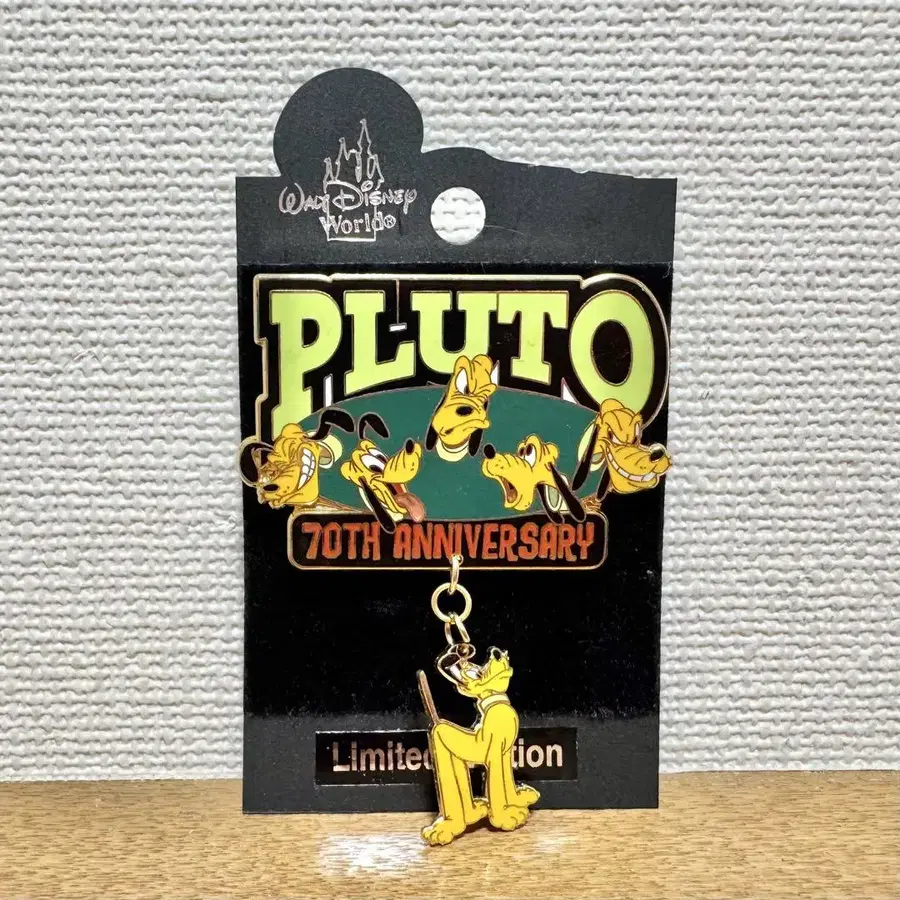 WALT DISNEY
World®
PLUTO
70TH ANNIVERSARY
Limited tion